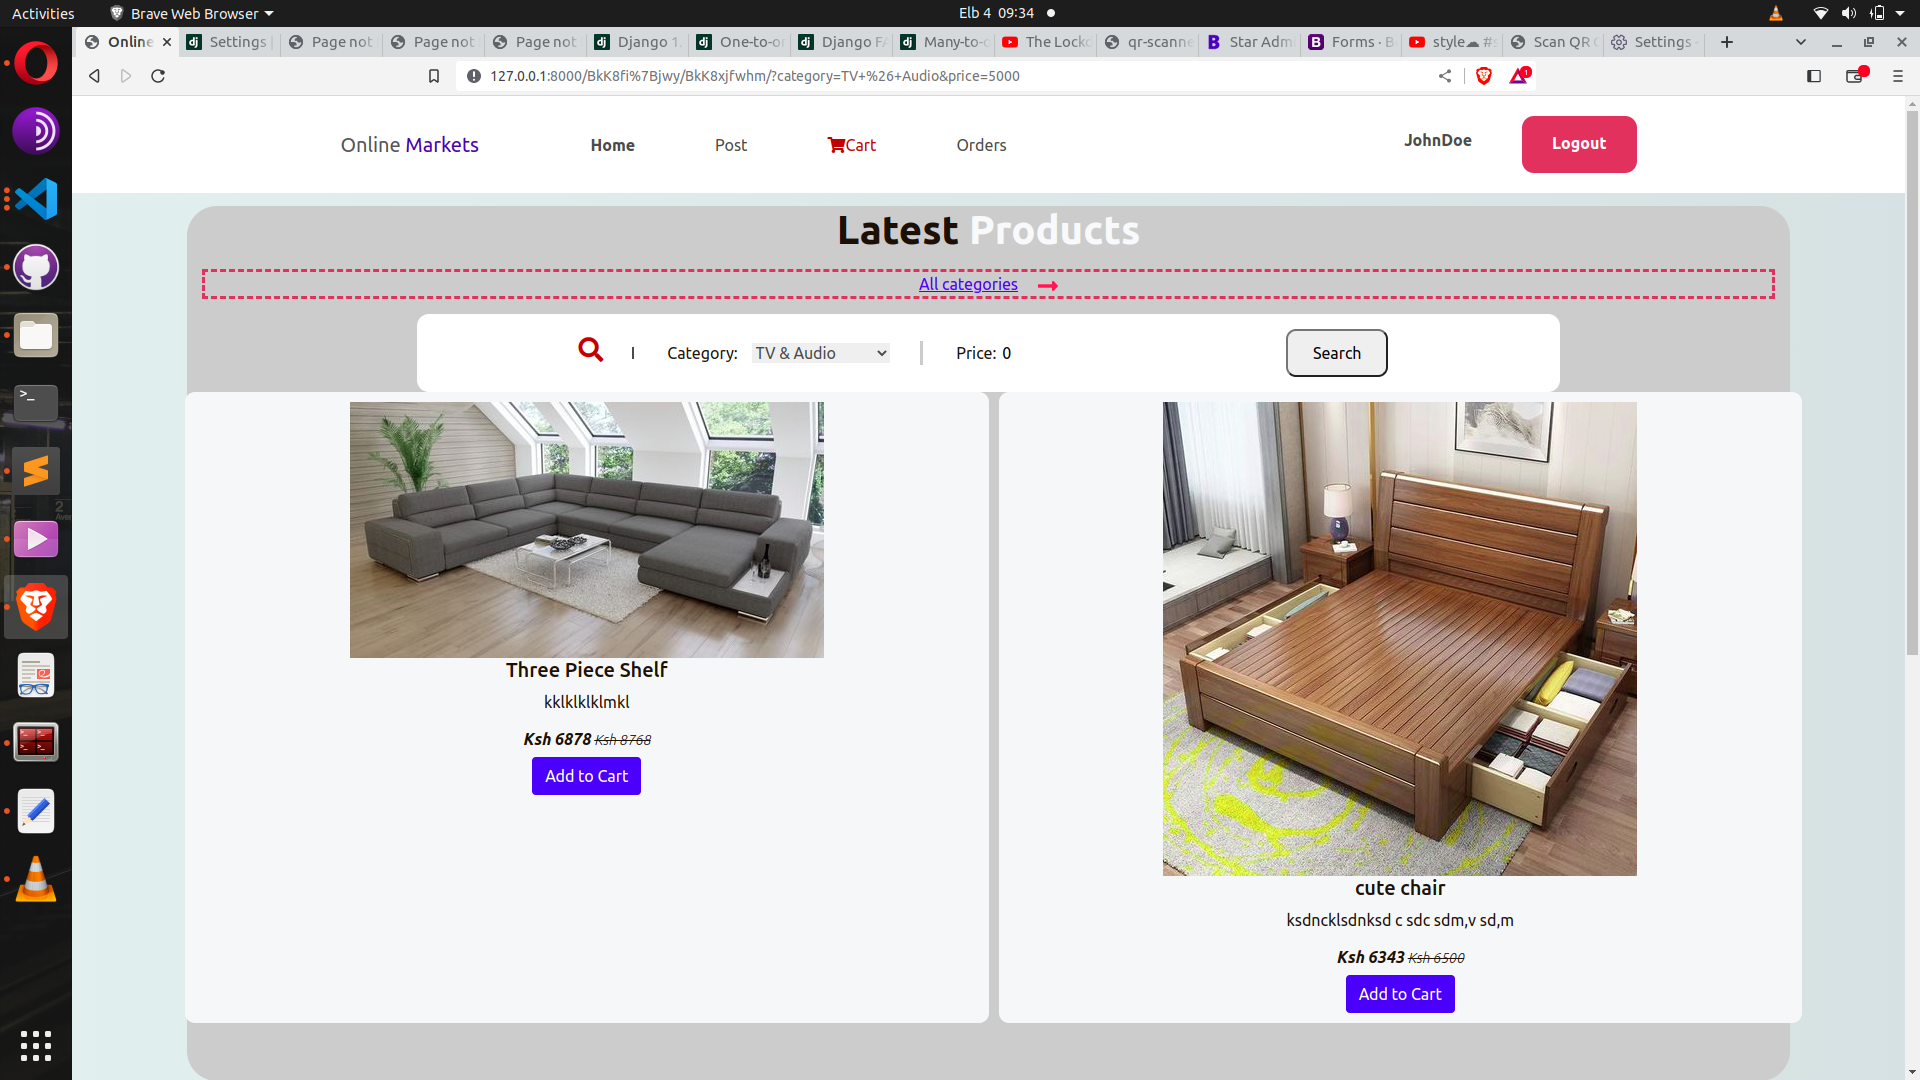 Activities
Brave Web Browser
Elb 4 09:34
Online
Settings
Page not
Page not
Page not
Django 1.
One-to-o
Django F
Many-to-
The Lock
qr-scann
Star Adm
Forms · B
style☁ #s
Scan QR
Settings -
127.0.0.1:8000/BkK8fi%7Bjwy/BkK8xjfwhm/?category=TV+%26+Audio&price=5000
1
Online Markets
Home
Post
Cart
Orders
JohnDoe
Logout
Latest Products
All categories
I
Category:
TV & Audio
Price: 0
Search
Three Piece Shelf
kklklklklmkl
Ksh 6878 Ksh 8768
Add to Cart
cute chair
ksdncklsdnksd c sdc sdm,v sd,m
Ksh 6343 Ksh 6500
Add to Cart